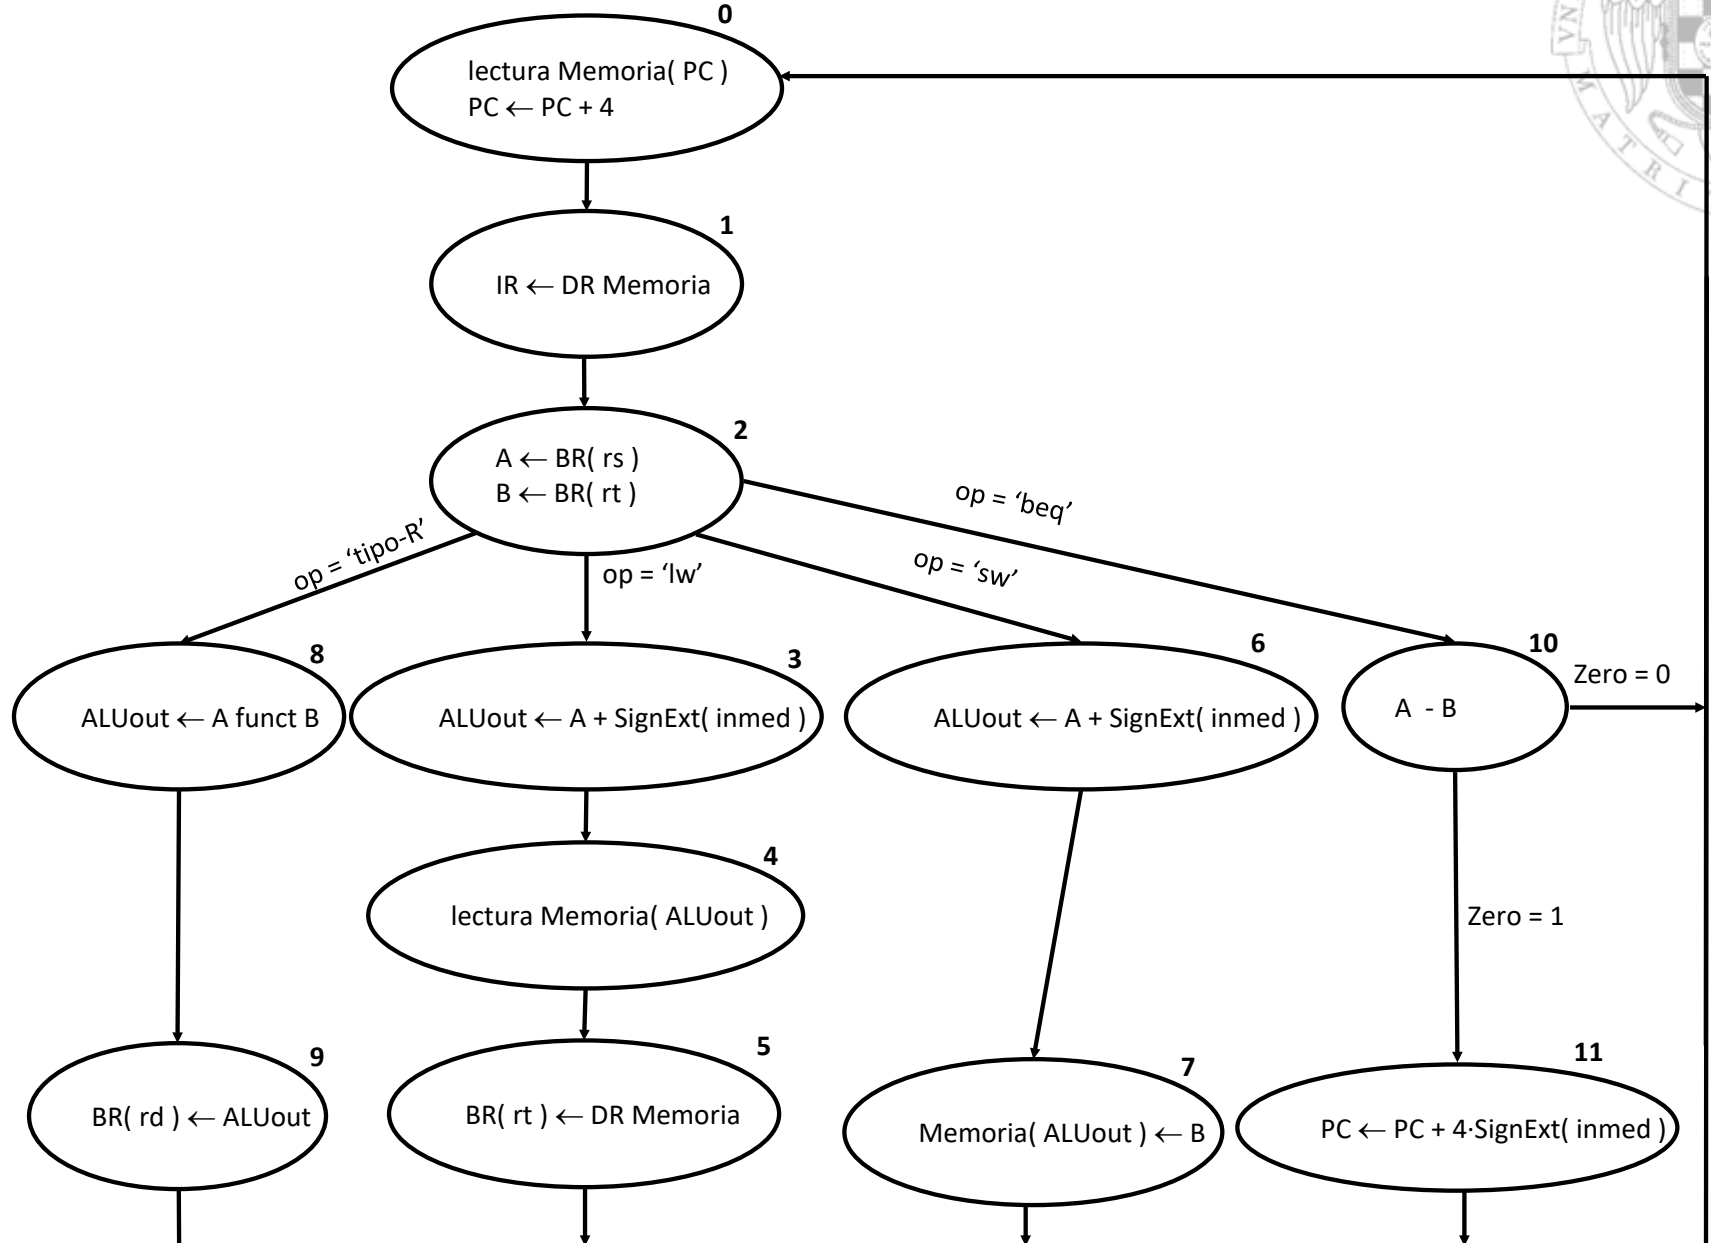 0
lectura Memoria( PC )
PC ← PC + 4
1
IR ← DR Memoria
2
A ← BR( rs )
B ← BR( rt )
op = ‘tipo-R’
op = ‘lw’
op = ‘sw’
op = ‘beq’
8
ALUout ← A funct B
3
ALUout ← A + SignExt( inmed )
6
ALUout ← A + SignExt( inmed )
10
A - B
Zero = 0
4
lectura Memoria( ALUout )
Zero = 1
9
BR( rd ) ← ALUout
5
BR( rt ) ← DR Memoria
7
Memoria( ALUout ) ← B
11
PC ← PC + 4·SignExt( inmed )
VN
MATRI